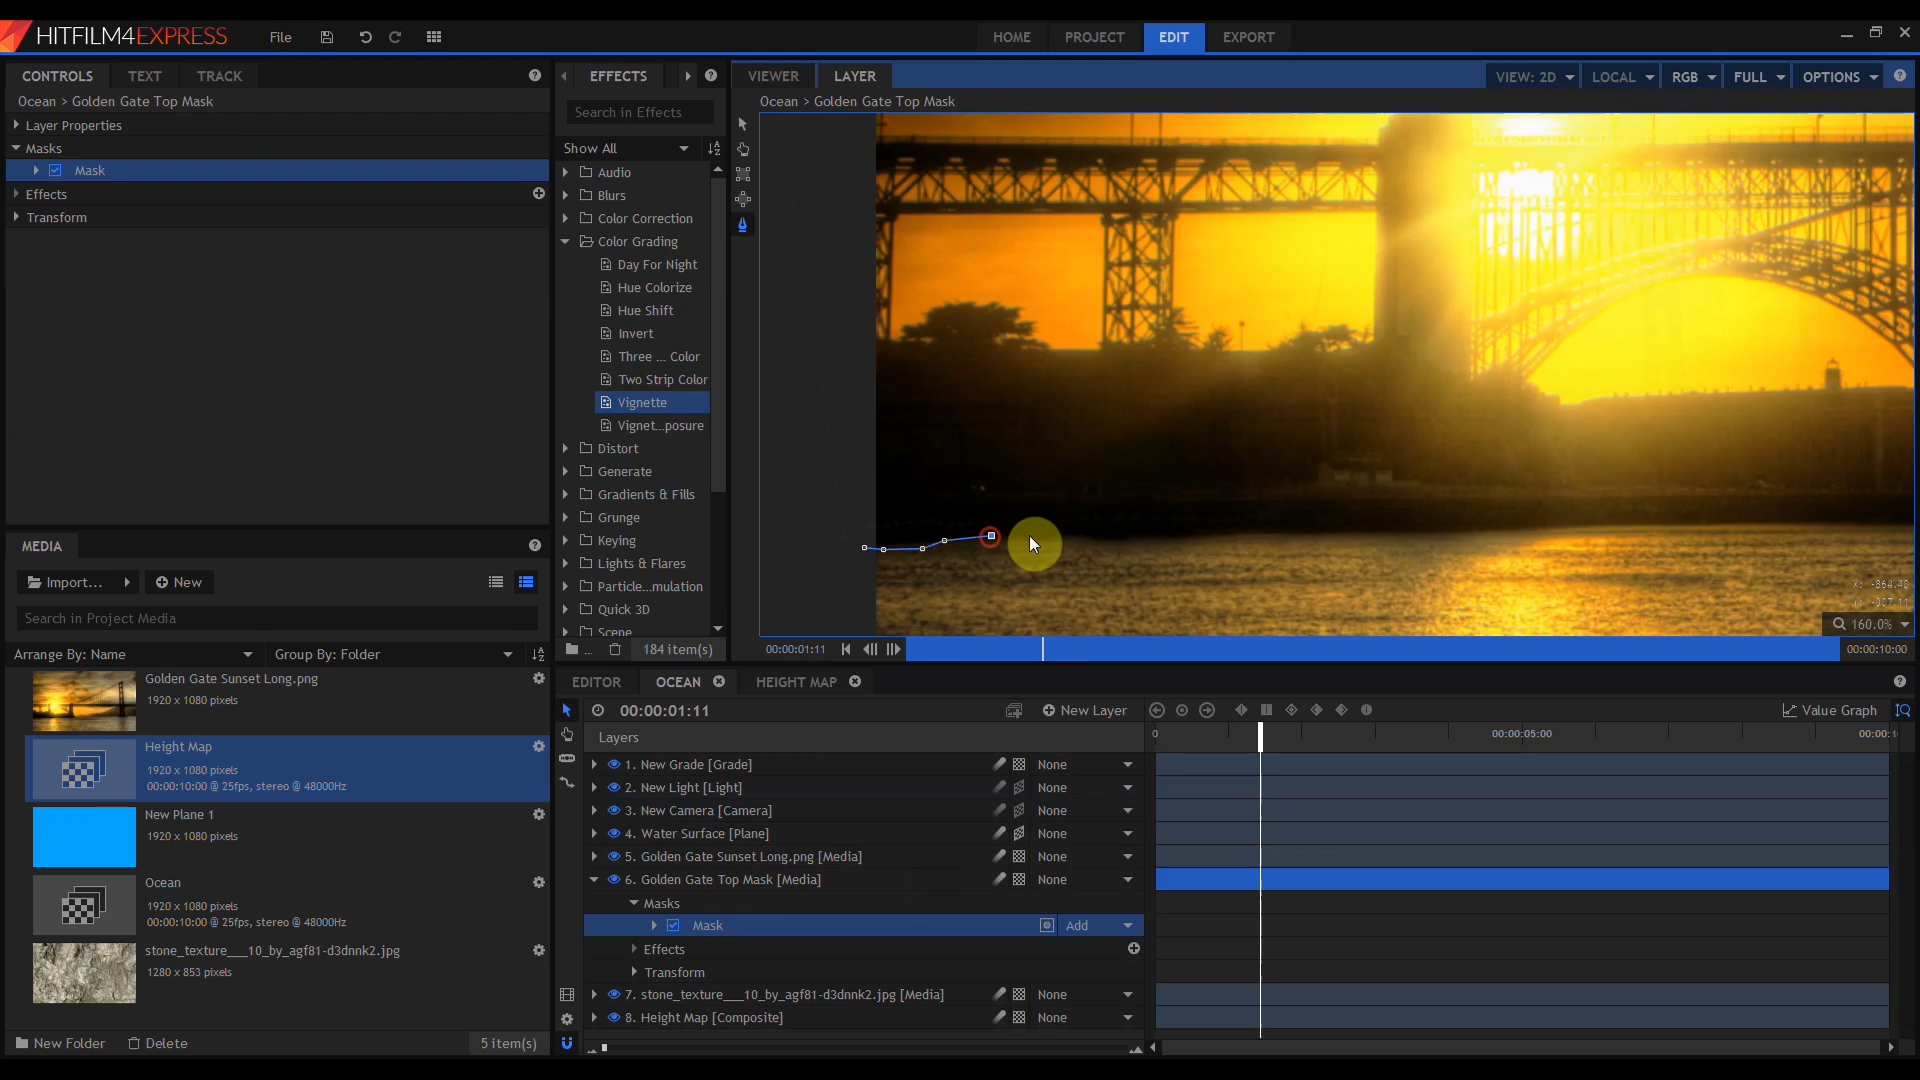 HITFILM4EXPRESS
File
HOME
PROJECT
EDIT
EXPORT
CONTROLS
TEXT
TRACK
Ocean > Golden Gate Top Mask
Layer Properties
Masks
Mask
Effects
Transform
EFFECTS
Search in Effects
Show All
Audio
Blurs
Color Correction
Color Grading
Day For Night
Hue Colorize
Hue Shift
Invert
Three ... Color
Two Strip Color
Vignette
Vignet...posure
Distort
Generate
Gradients & Fills
Grunge
Keying
Lights & Flares
Particle...mulation
Quick 3D
Scene
...
184 item(s)
VIEWER
LAYER
VIEW: 2D
LOCAL
RGB
FULL
OPTIONS
Ocean > Golden Gate Top Mask
X: -864.40
160.0%
00:00:01:11
00:00:10:00
MEDIA
Import...
New
Search in Project Media
Arrange By: Name
Group By: Folder
Golden Gate Sunset Long.png
1920 x 1080 pixels
Height Map
1920 x 1080 pixels
00:00:10:00 @ 25fps, stereo @ 48000Hz
New Plane 1
1920 x 1080 pixels
Ocean
1920 x 1080 pixels
00:00:10:00 @ 25fps, stereo @ 48000Hz
stone_texture___10_by_agf81-d3dnnk2.jpg
1280 x 853 pixels
New Folder
Delete
5 item(s)
EDITOR
OCEAN
HEIGHT MAP
00:00:01:11
New Layer
Value Graph
Layers
0
00:00:05:00
00:00:1
1. New Grade [Grade]
None
2. New Light [Light]
None
3. New Camera [Camera]
None
4. Water Surface [Plane]
None
5. Golden Gate Sunset Long.png [Media]
None
6. Golden Gate Top Mask [Media]
None
Masks
Mask
Add
Effects
Transform
7. stone_texture___10_by_agf81-d3dnnk2.jpg [Media]
None
8. Height Map [Composite]
None